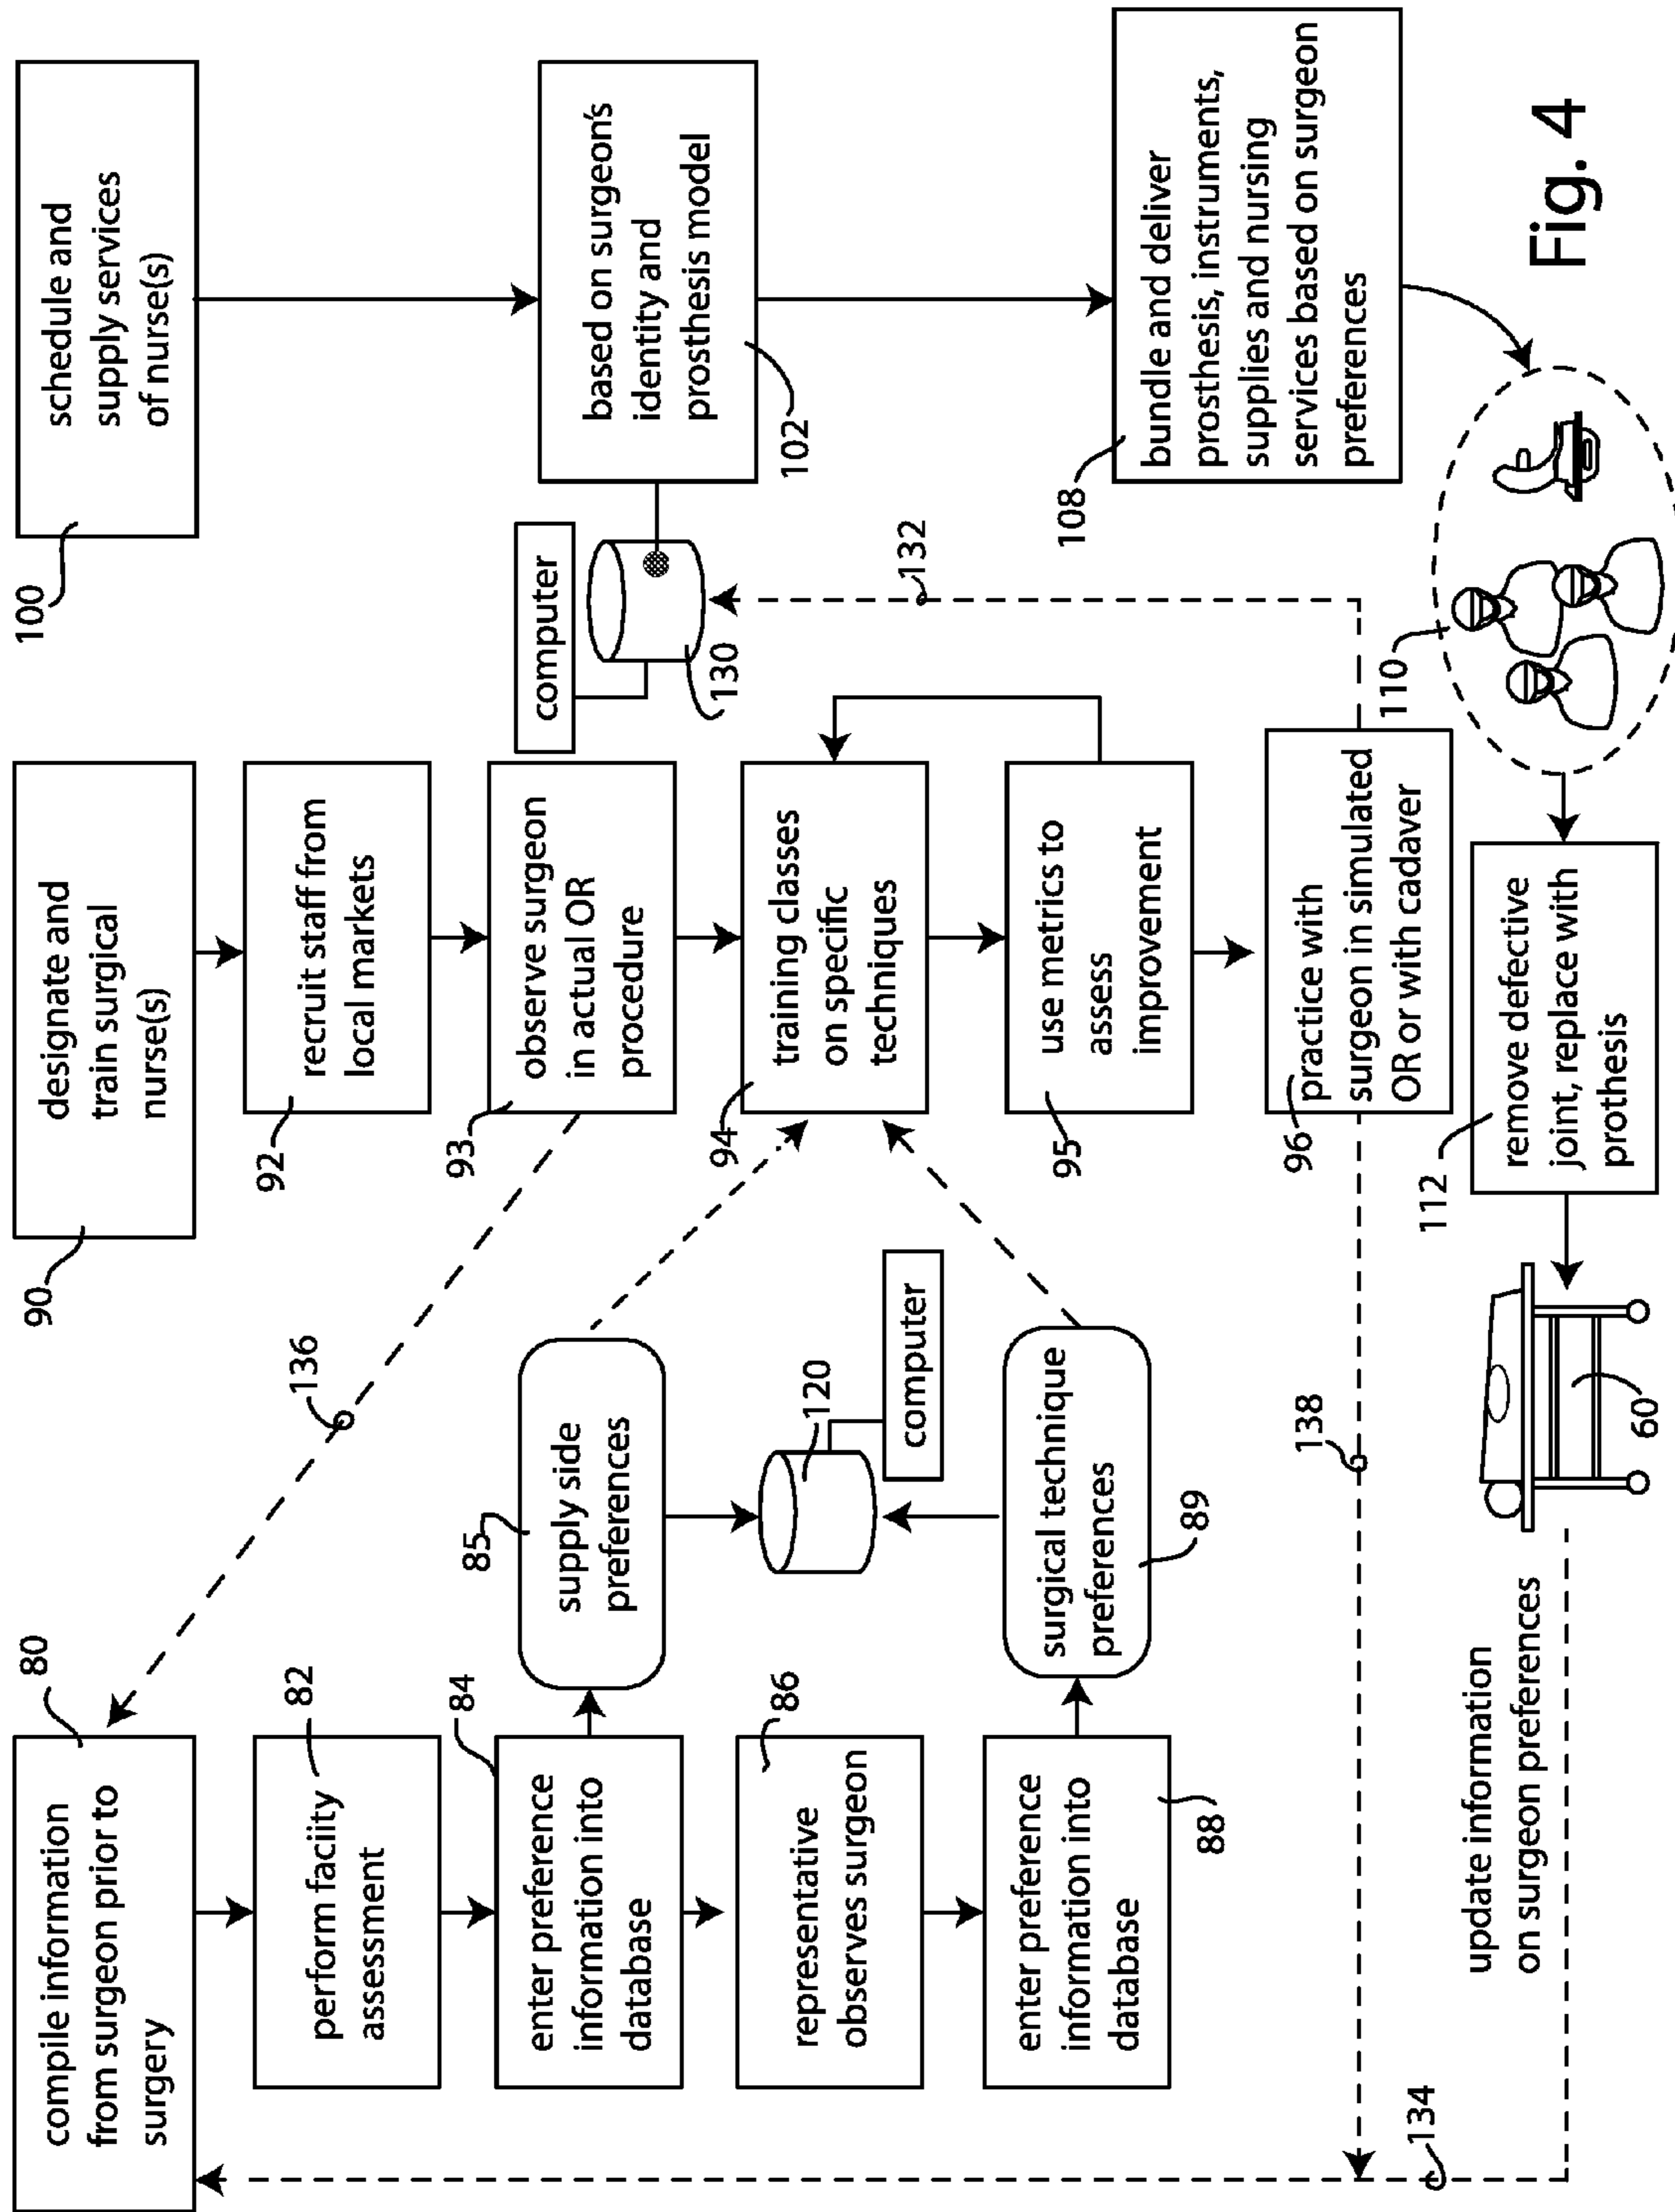 80
compile information
from surgeon prior to
surgery
82
perform faciity
assessment
84
enter preference
information into
database
86
representative
observes surgeon
88
enter preference
information into
database
136
85
supply side
preferences
120
computer
surgical technique
preferences
89
90
designate and
train surgical
nurse(s)
92
recruit staff from
local markets
93
observe surgeon
in actual OR
procedure
94
training classes
on specific
techniques
95
use metrics to
assess
improvement
96
practice with
surgeon in simulated
OR or with cadaver
100
schedule and
supply services
of nurse(s)
computer
130
based on surgeon's
identity and
prosthesis model
102
132
108
bundle and deliver
prosthesis, instruments,
supplies and nursing
services based on surgeon
preferences
110
112
remove defective
joint, replace with
prothesis
60
138
update information
on surgeon preferences
134
Fig. 4